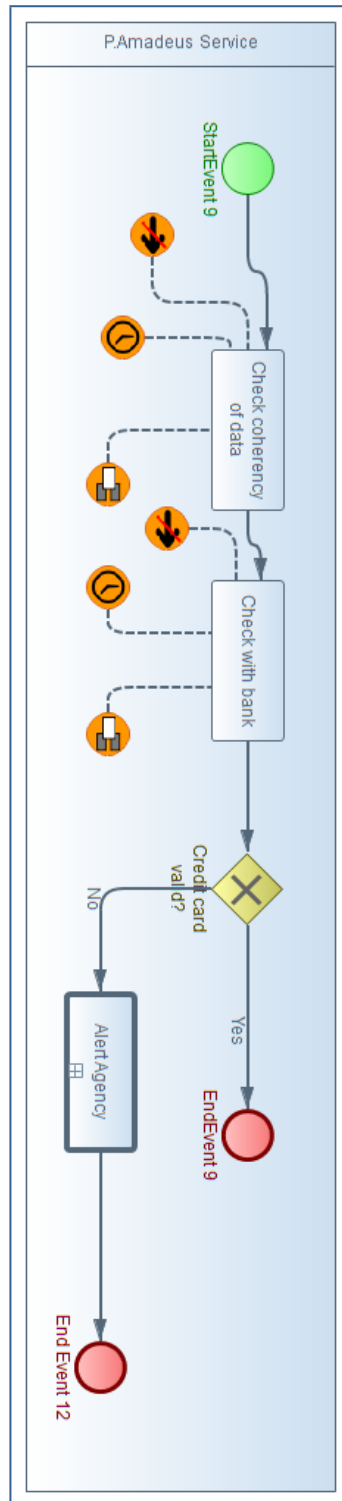 P.Amadeus Service
StartEvent 9
Check coherency
of data
Check with bank
Credit card
valid?
Yes
No
EndEvent 9
Alert Agency
End Event 12